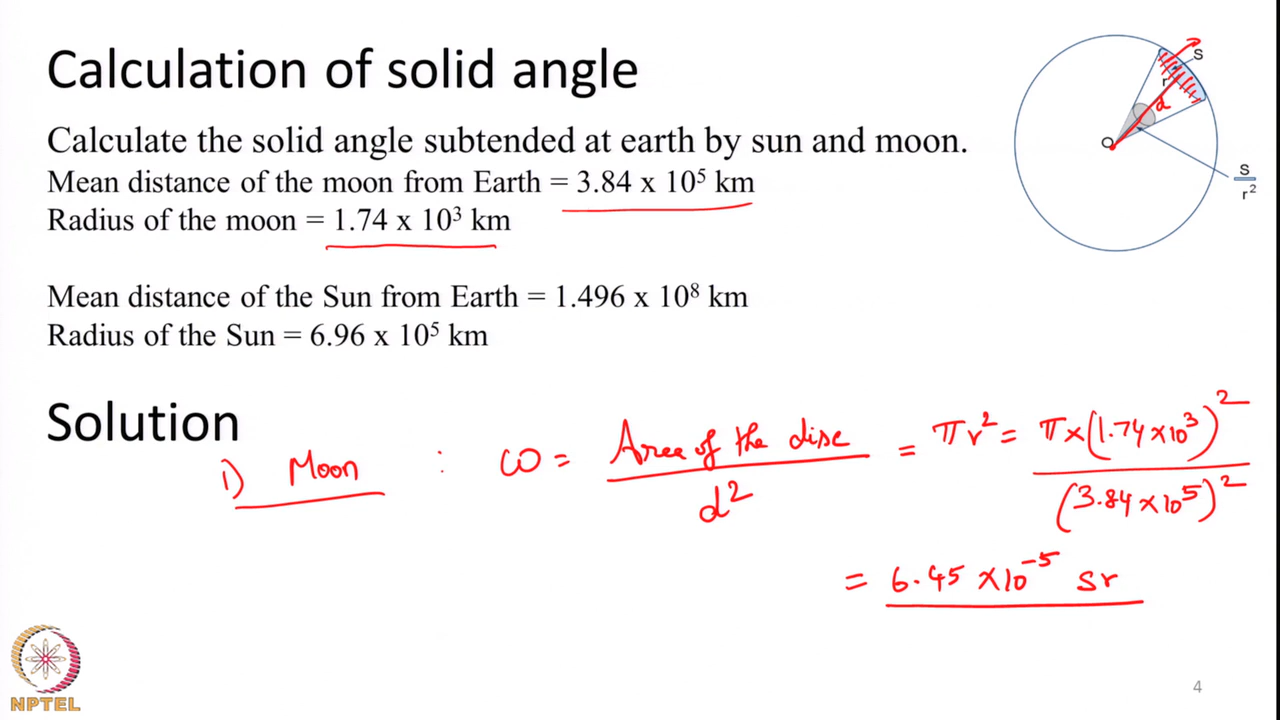 Calculation of solid angle
Calculate the solid angle subtended at earth by sun and moon.
Mean distance of the moon from Earth = 3.84 x 10⁵ km
Radius of the moon = 1.74 x 10³ km
Mean distance of the Sun from Earth = 1.496 x 10⁸ km
Radius of the Sun = 6.96 x 10⁵ km
S
r
d
O
S
r²
Solution
1) Moon : ω = Area of the disc / d² = πr² = π×(1.74×10³)² / (3.84×10⁵)²
= 6.45 ×10⁻⁵ sr
NPTEL
4